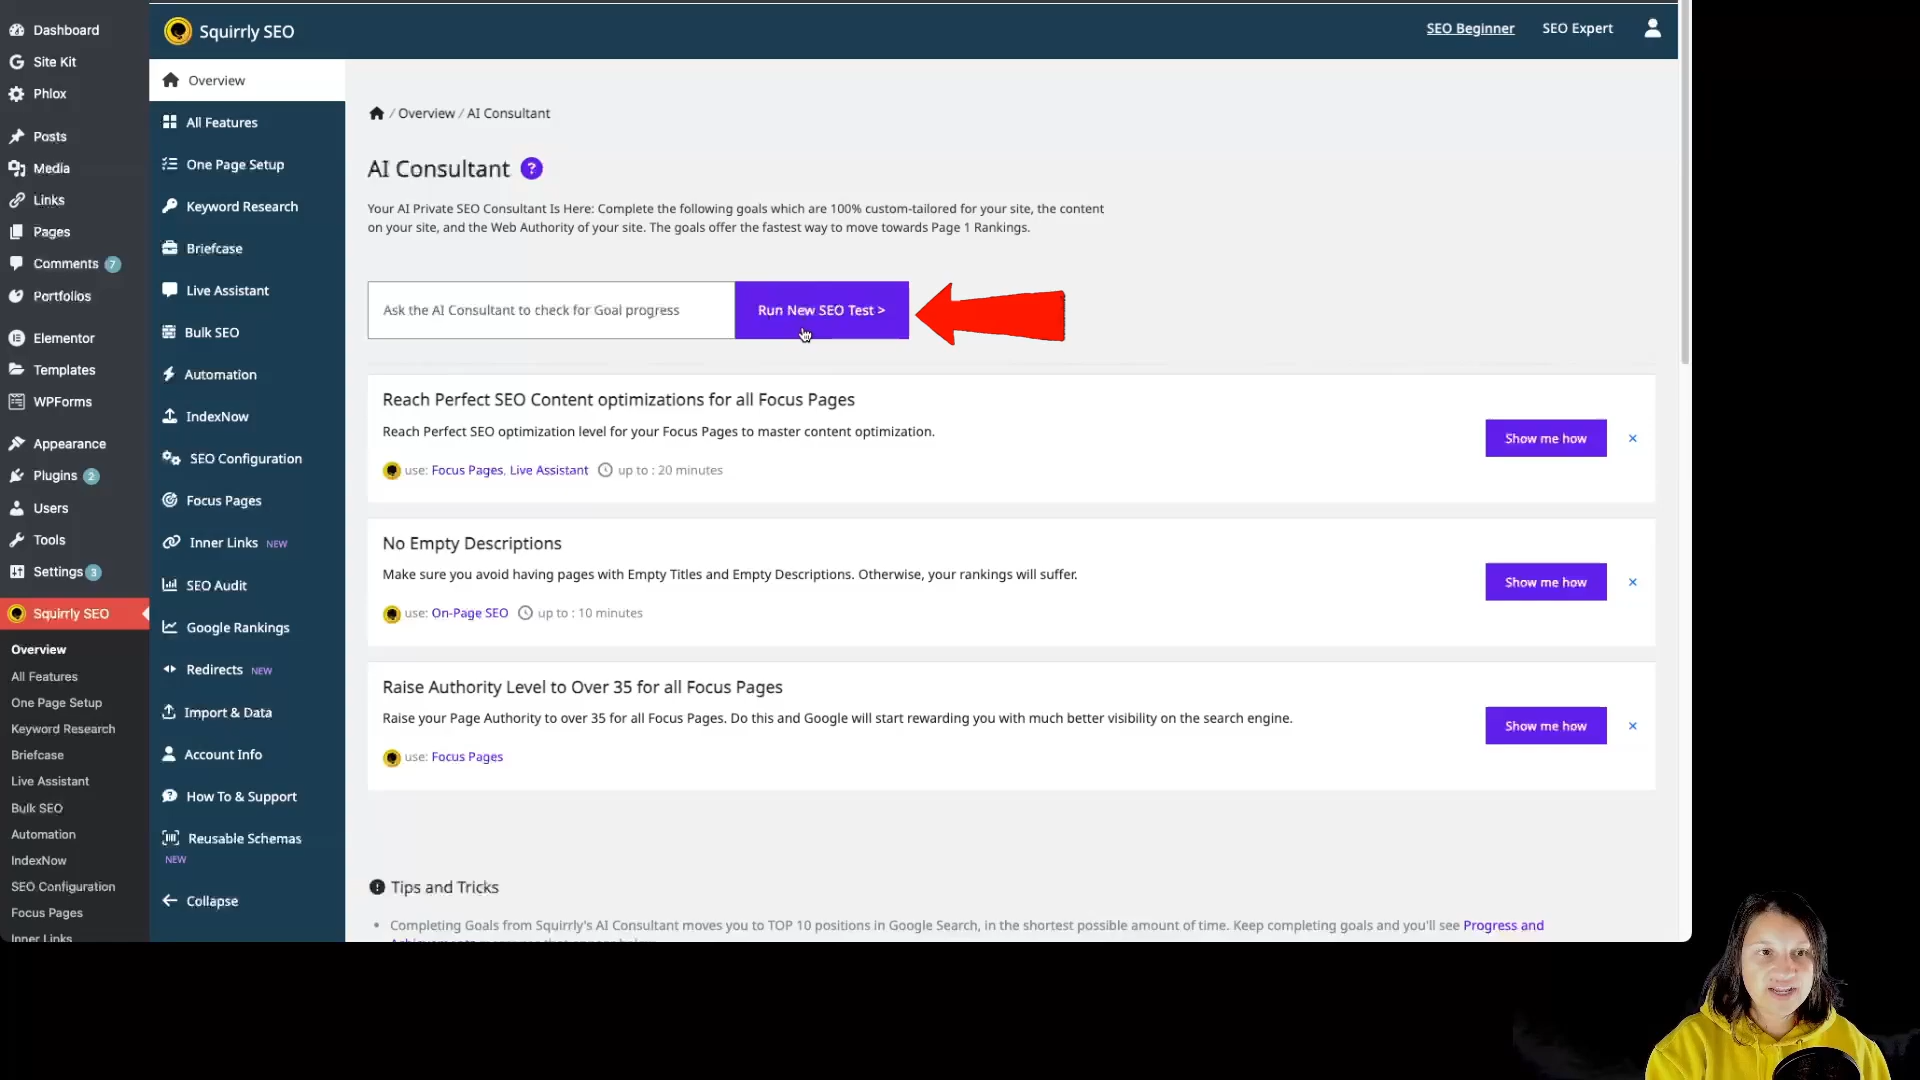 Dashboard
Site Kit
Phlox
Posts
Media
Links
Pages
Comments 7
Portfolios
Elementor
Templates
WPForms
Appearance
Plugins 2
Users
Tools
Settings 3
Squirrly SEO
Overview
All Features
One Page Setup
Keyword Research
Briefcase
Live Assistant
Bulk SEO
Automation
IndexNow
SEO Configuration
Focus Pages
Inner Links
Squirrly SEO
SEO Beginner
SEO Expert
Overview
All Features
One Page Setup
Keyword Research
Briefcase
Live Assistant
Bulk SEO
Automation
IndexNow
SEO Configuration
Focus Pages
Inner Links NEW
SEO Audit
Google Rankings
Redirects NEW
Import & Data
Account Info
How To & Support
Reusable Schemas
NEW
Collapse
/ Overview / AI Consultant
AI Consultant ?
Your AI Private SEO Consultant Is Here: Complete the following goals which are 100% custom-tailored for your site, the content
on your site, and the Web Authority of your site. The goals offer the fastest way to move towards Page 1 Rankings.
Ask the AI Consultant to check for Goal progress
Run New SEO Test >
Reach Perfect SEO Content optimizations for all Focus Pages
Reach Perfect SEO optimization level for your Focus Pages to master content optimization.
use: Focus Pages, Live Assistant up to : 20 minutes
Show me how
No Empty Descriptions
Make sure you avoid having pages with Empty Titles and Empty Descriptions. Otherwise, your rankings will suffer.
use: On-Page SEO up to : 10 minutes
Show me how
Raise Authority Level to Over 35 for all Focus Pages
Raise your Page Authority to over 35 for all Focus Pages. Do this and Google will start rewarding you with much better visibility on the search engine.
use: Focus Pages
Show me how
Tips and Tricks
• Completing Goals from Squirrly's AI Consultant moves you to TOP 10 positions in Google Search, in the shortest possible amount of time. Keep completing goals and you'll see Progress and